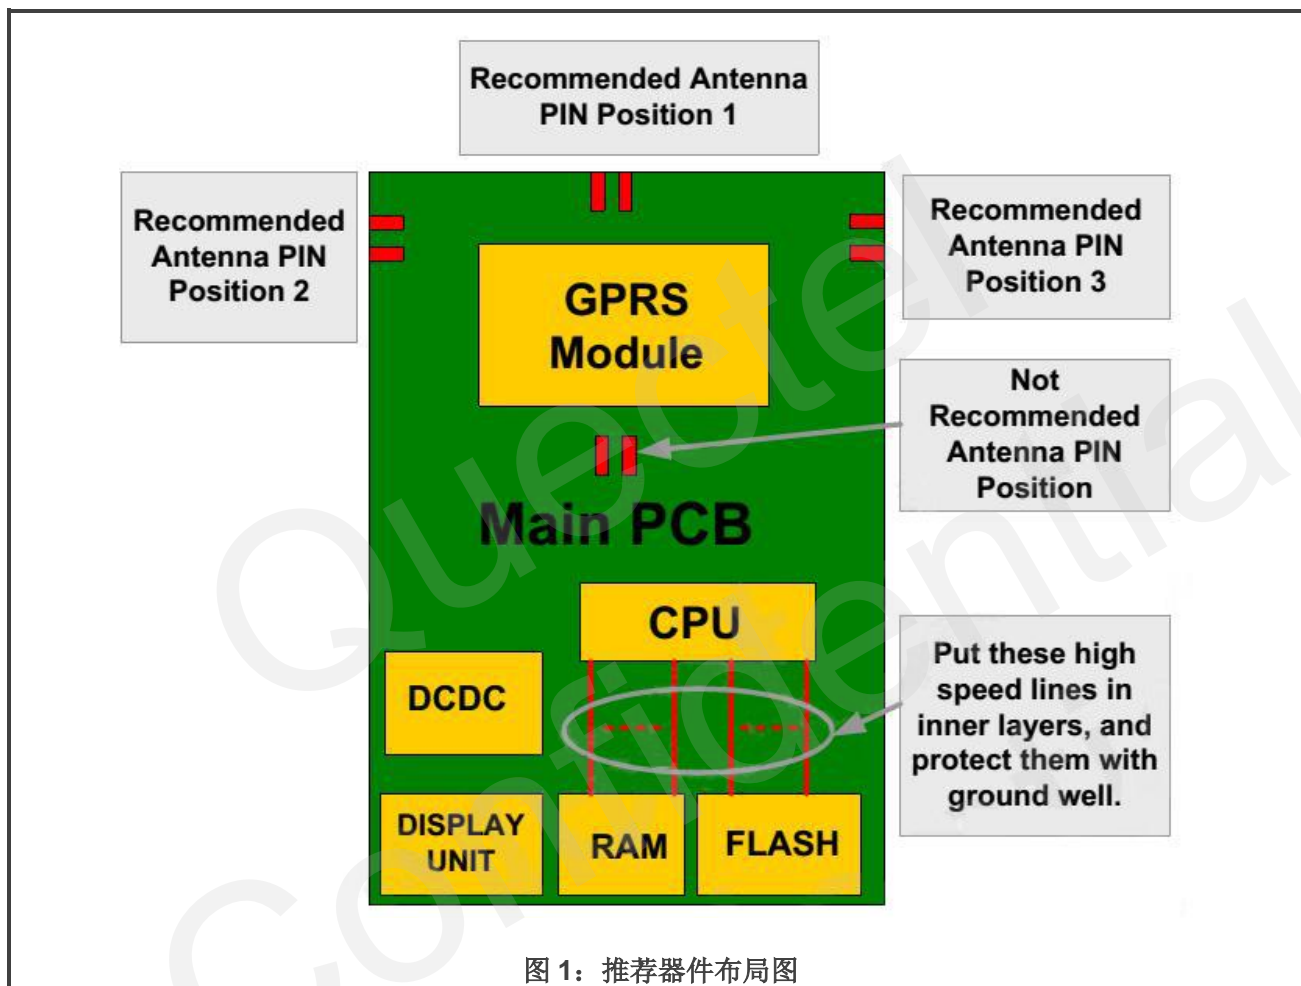 Recommended Antenna
PIN Position 1
Recommended
Antenna PIN
Position 2
Recommended
Antenna PIN
Position 3
GPRS
Module
Not
Recommended
Antenna PIN
Position
Main PCB
CPU
Put these high
speed lines in
inner layers, and
protect them with
ground well.
DCDC
DISPLAY
UNIT
RAM
FLASH
Quectel
Confidential
图 1：推荐器件布局图